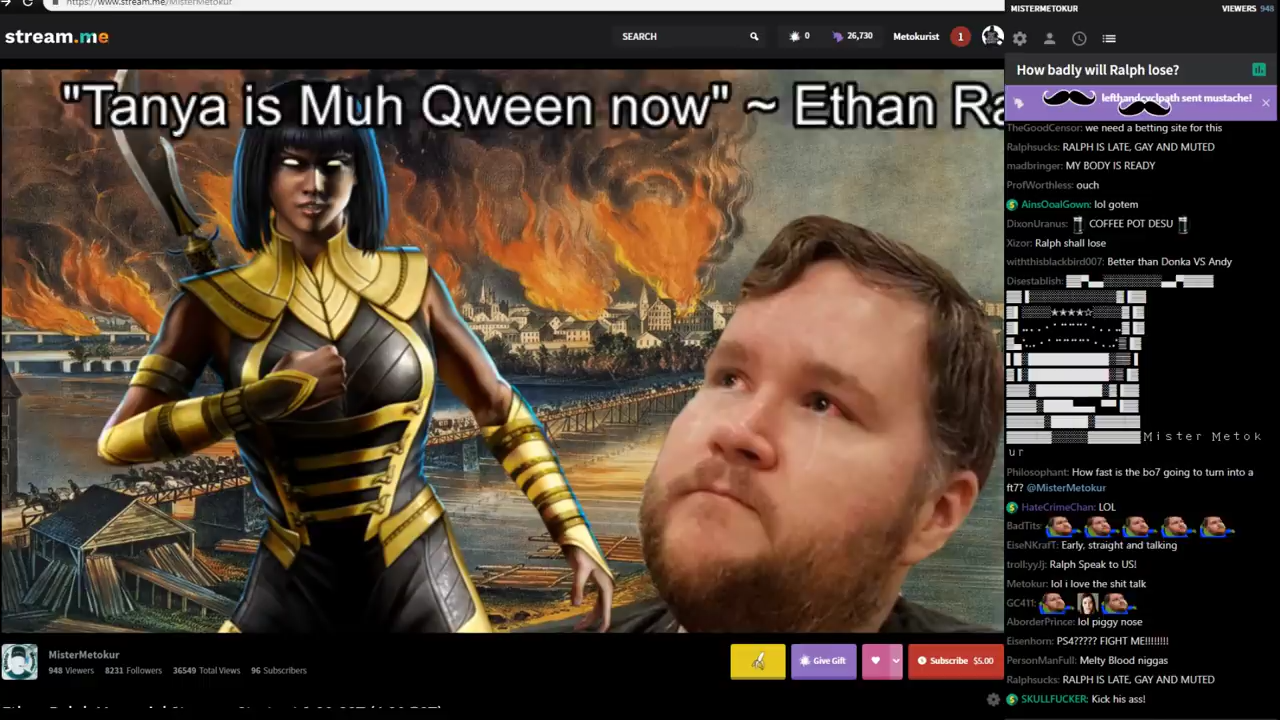 https://www.stream.me/MisterMetokur
MISTERMETOKUR
VIEWERS 948
stream.me
SEARCH
0
26,730
Metokurist
1
How badly will Ralph lose?
"Tanya is Muh Qween now" ~ Ethan Ra
lefthandcyclpath sent mustache!
TheGoodCensor: we need a betting site for this
Ralphsucks: RALPH IS LATE, GAY AND MUTED
madbringer: MY BODY IS READY
ProfWorthless: ouch
AinsOoalGown: lol gotem
DixonUranus: COFFEE POT DESU
Xizor: Ralph shall lose
withthisblackbird007: Better than Donka VS Andy
Disestablish:
Mister Metok
ur
Philosophant: How fast is the bo7 going to turn into a
ft7? @MisterMetokur
HateCrimeChan: LOL
BadTits:
EiseNKrafT: Early, straight and talking
troll:yyJj: Ralph Speak to US!
Metokur: lol i love the shit talk
GC411:
AborderPrince: lol piggy nose
Eisenhorn: PS4????? FIGHT ME!!!!!!!!
PersonManFull: Melty Blood niggas
Ralphsucks: RALPH IS LATE, GAY AND MUTED
SKULLFUCKER: Kick his ass!
MisterMetokur
948 Viewers 8231 Followers 36549 Total Views 96 Subscribers
Give Gift
Subscribe $5.00